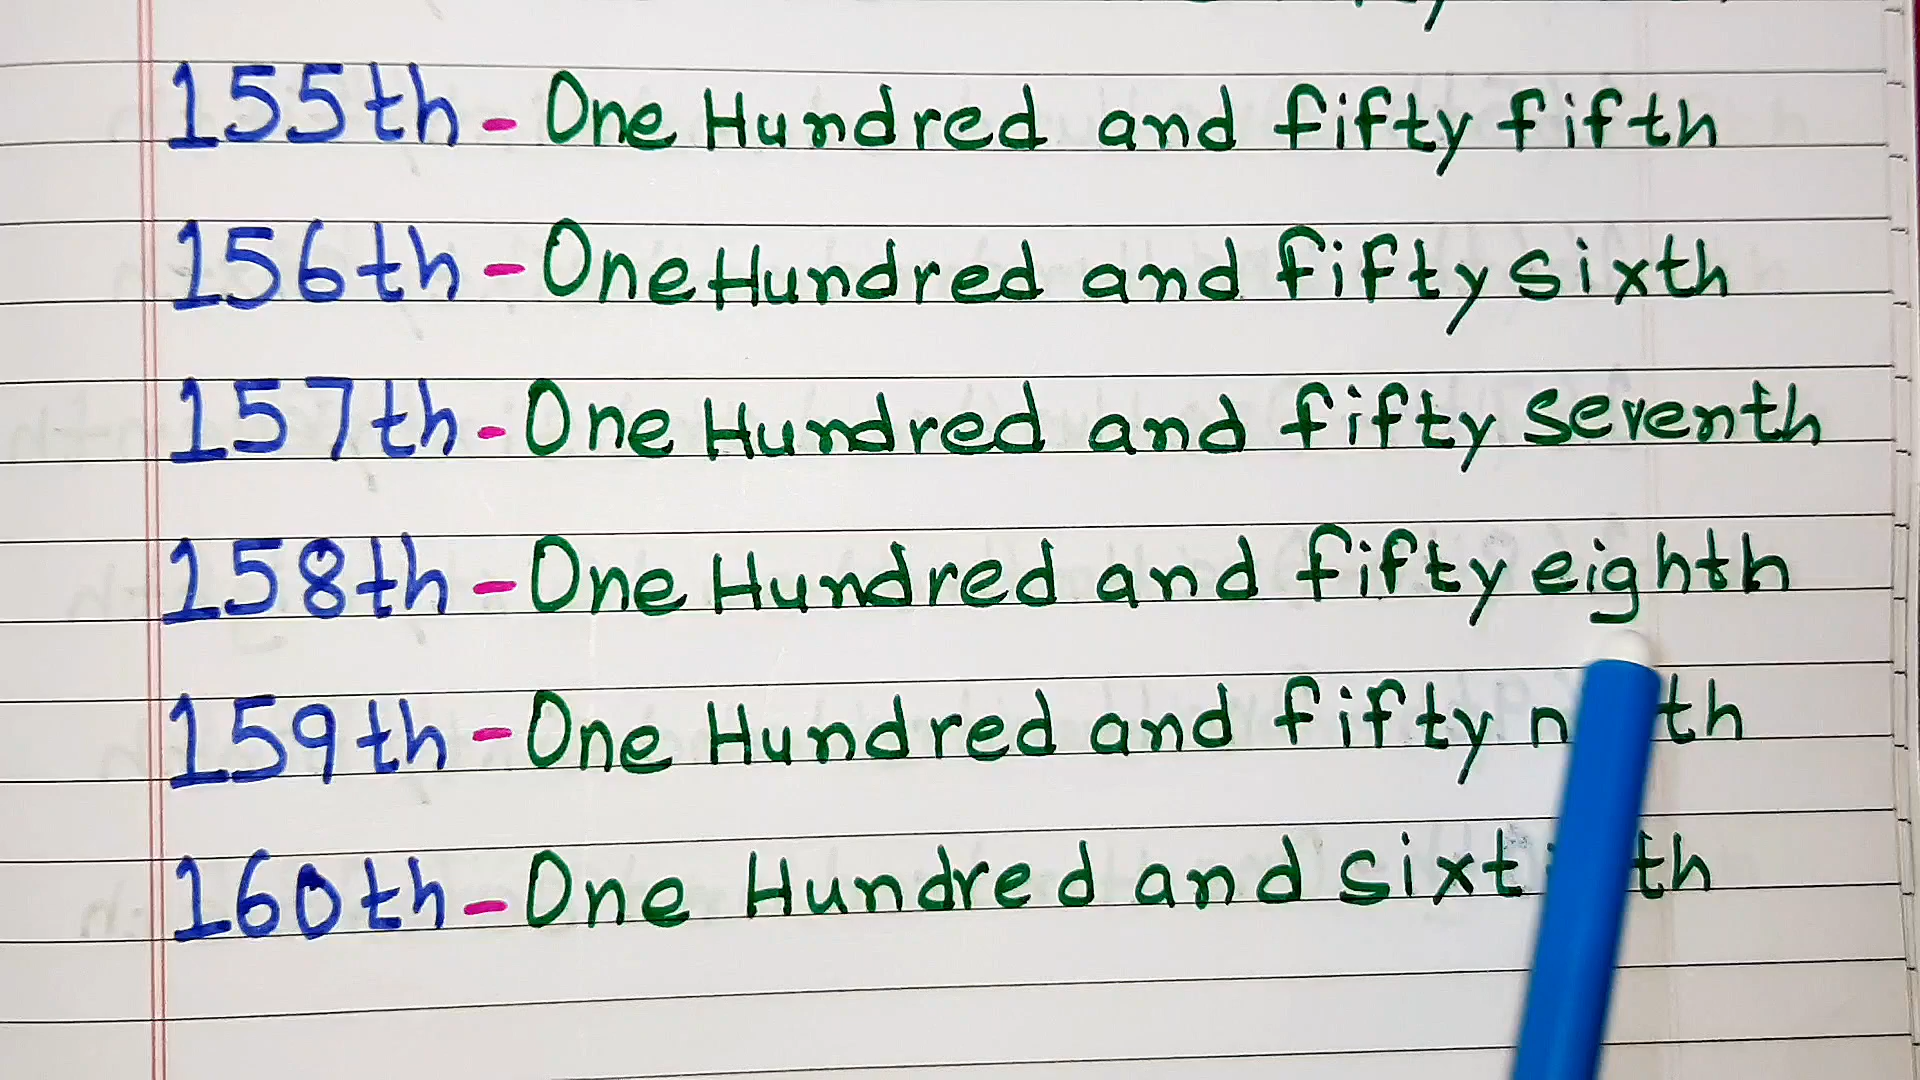 155th - One Hundred and fifty fifth
156th - One Hundred and fifty sixth
157th - One Hundred and fifty seventh
158th - One Hundred and fifty eighth
159th - One Hundred and fifty
160th - One Hundred and